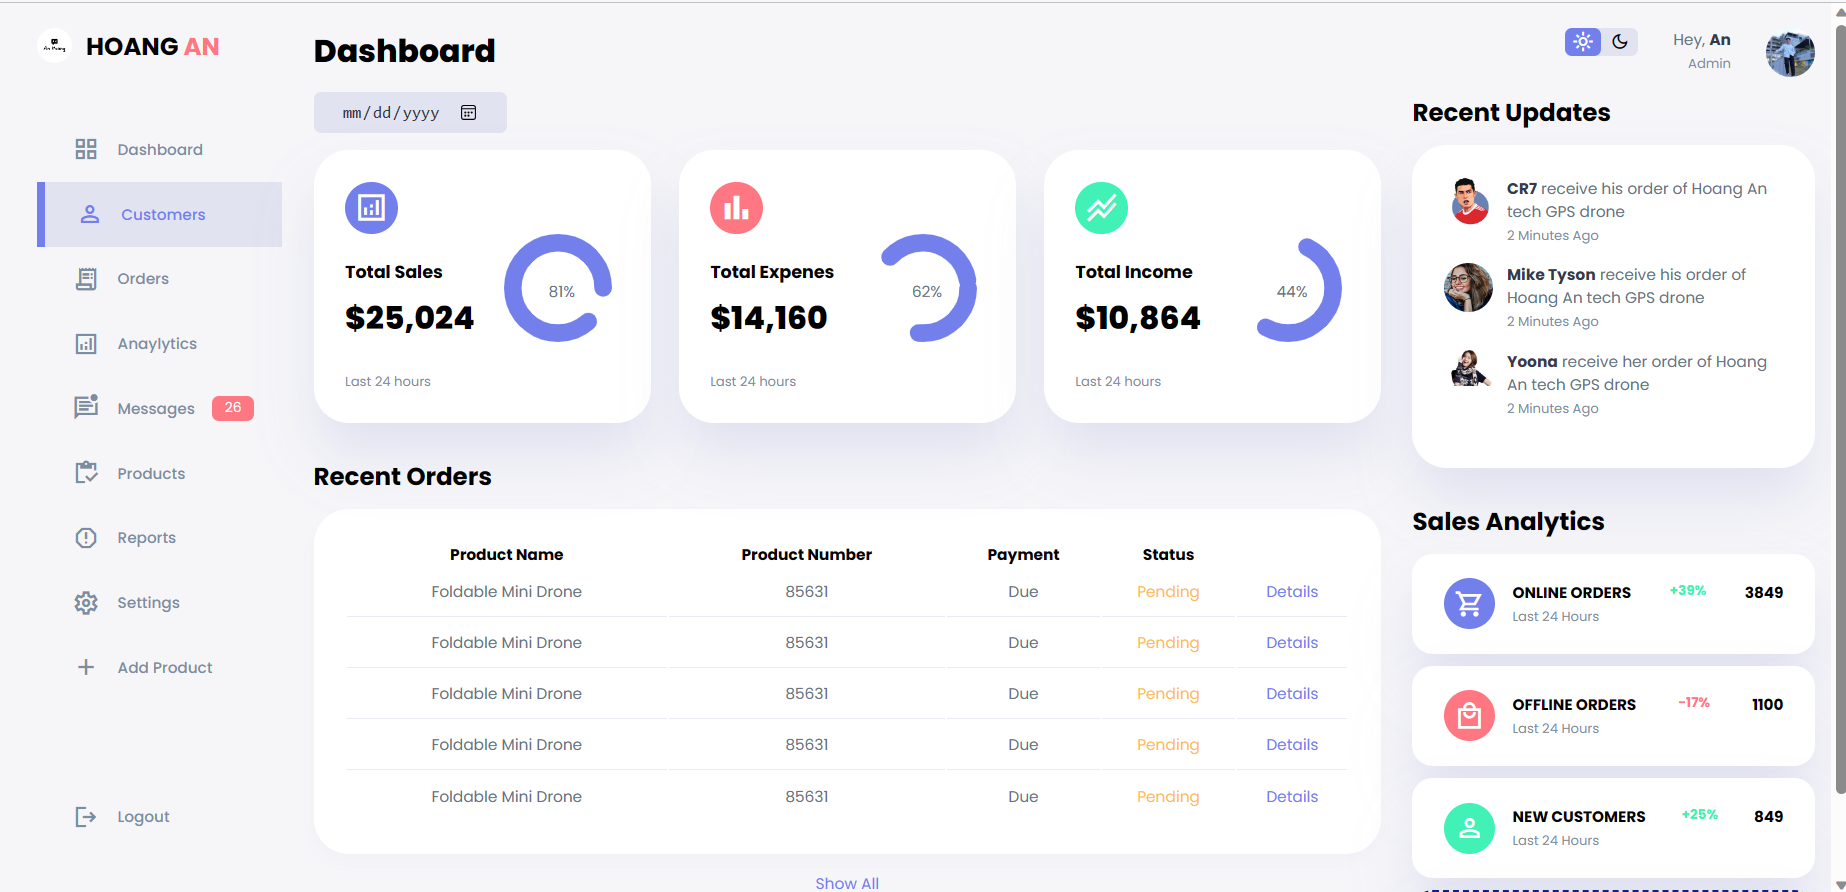 HOANG AN
Dashboard
Customers
Orders
Anaylytics
Messages 26
Products
Reports
Settings
Add Product
Logout
Dashboard
mm/dd/yyyy
Total Sales
$25,024
81%
Last 24 hours
Total Expenes
$14,160
62%
Last 24 hours
Total Income
$10,864
44%
Last 24 hours
Recent Orders
Product Name Product Number Payment Status
Foldable Mini Drone 85631 Due Pending Details
Foldable Mini Drone 85631 Due Pending Details
Foldable Mini Drone 85631 Due Pending Details
Foldable Mini Drone 85631 Due Pending Details
Foldable Mini Drone 85631 Due Pending Details
Show All
Hey, An
Admin
Recent Updates
CR7 receive his order of Hoang An
tech GPS drone
2 Minutes Ago
Mike Tyson receive his order of
Hoang An tech GPS drone
2 Minutes Ago
Yoona receive her order of Hoang
An tech GPS drone
2 Minutes Ago
Sales Analytics
ONLINE ORDERS +39% 3849
Last 24 Hours
OFFLINE ORDERS -17% 1100
Last 24 Hours
NEW CUSTOMERS +25% 849
Last 24 Hours